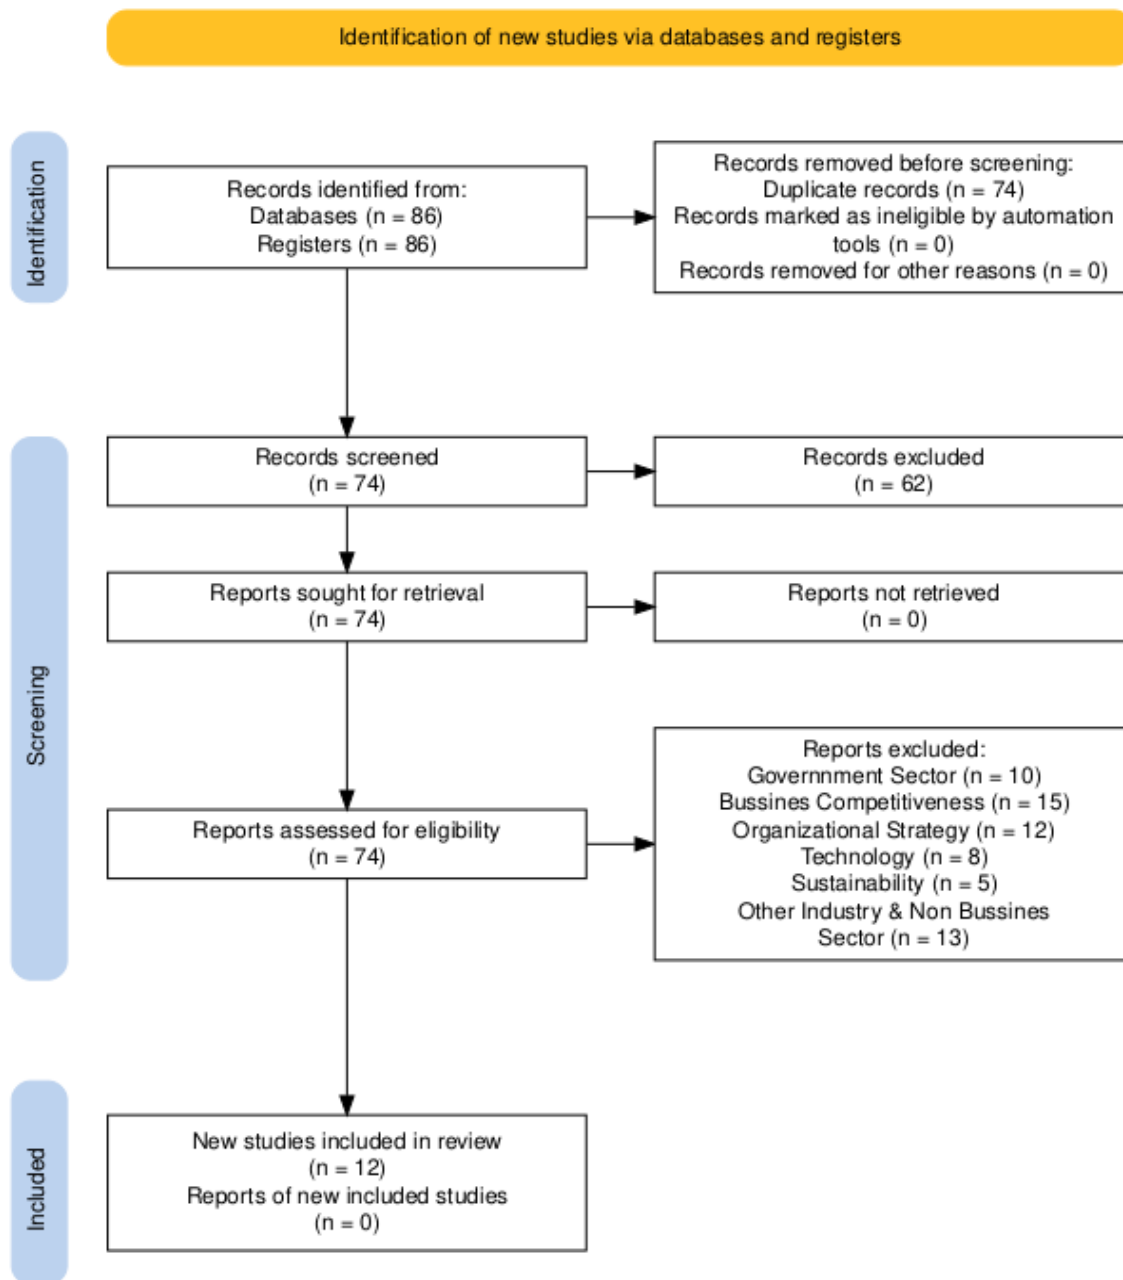 Identification of new studies via databases and registers
Identification
Records identified from:
Databases (n = 86)
Registers (n = 86)
Records removed before screening:
Duplicate records (n = 74)
Records marked as ineligible by automation
tools (n = 0)
Records removed for other reasons (n = 0)
Screening
Records screened
(n = 74)
Records excluded
(n = 62)
Reports sought for retrieval
(n = 74)
Reports not retrieved
(n = 0)
Reports assessed for eligibility
(n = 74)
Reports excluded:
Governnment Sector (n = 10)
Bussines Competitiveness (n = 15)
Organizational Strategy (n = 12)
Technology (n = 8)
Sustainability (n = 5)
Other Industry & Non Bussines
Sector (n = 13)
Included
New studies included in review
(n = 12)
Reports of new included studies
(n = 0)